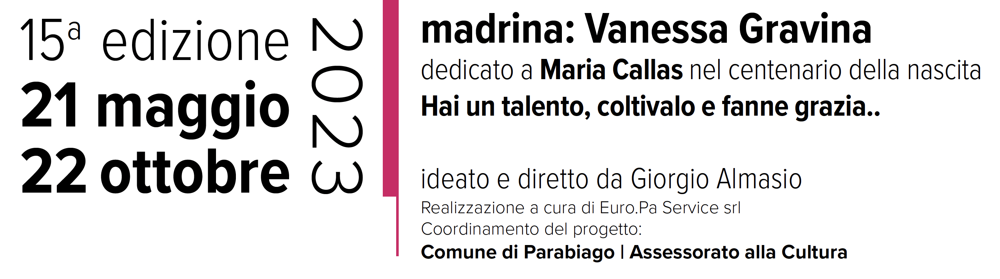 15ª edizione
21 maggio
22 ottobre
2023
madrina: Vanessa Gravina
dedicato a Maria Callas nel centenario della nascita
Hai un talento, coltivalo e fanne grazia..
ideato e diretto da Giorgio Almasio
Realizzazione a cura di Euro.Pa Service srl
Coordinamento del progetto:
Comune di Parabiago | Assessorato alla Cultura